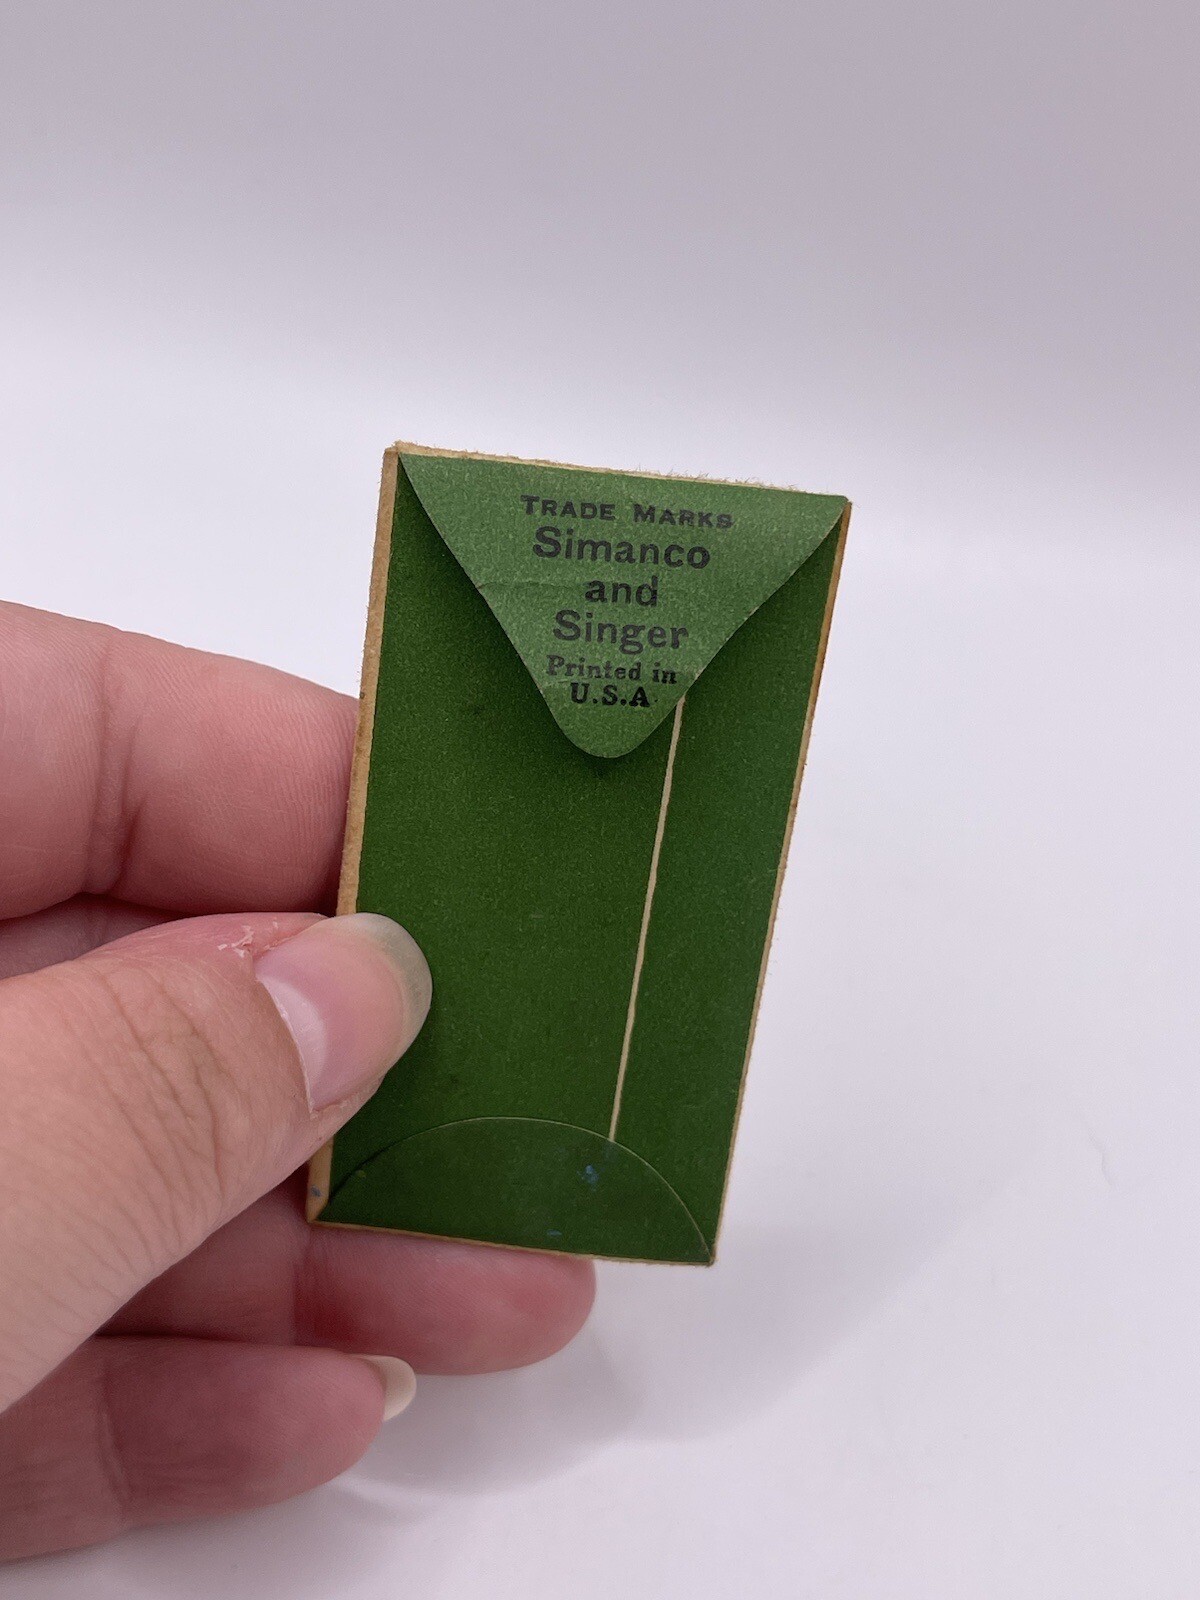 TRADE MARKS
Simanco
and
Singer
Printed in
U.S.A